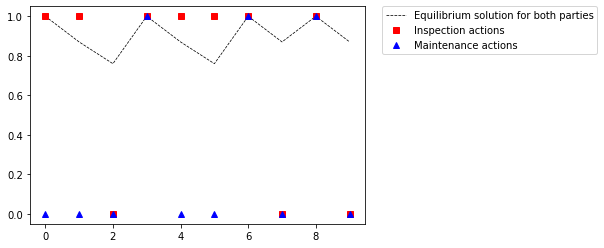 1.0
0.8
0.6
0.4
0.2
0.0
0 2 4 6 8
Equilibrium solution for both parties
Inspection actions
Maintenance actions